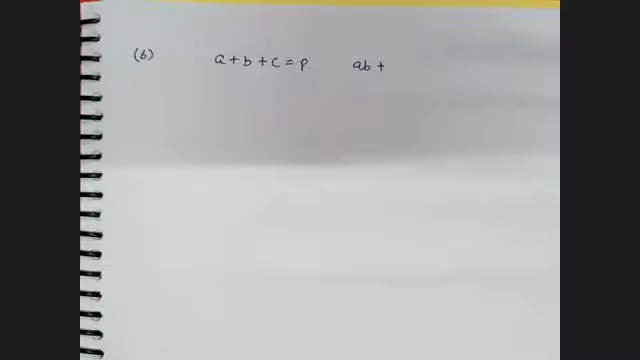 (6) a + b + c = p ab +